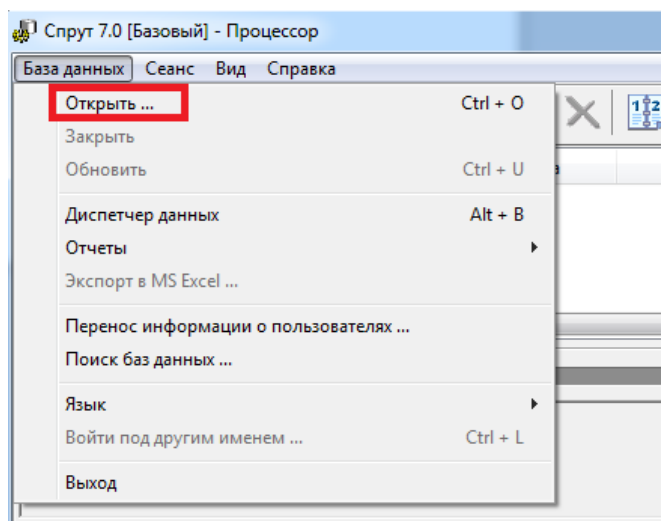 Спрут 7.0 [Базовый] - Процессор
База данных Сеанс Вид Справка
Открыть ... Ctrl + O
Закрыть
Обновить Ctrl + U
Диспетчер данных Alt + B
Отчеты
Экспорт в MS Excel ...
Перенос информации о пользователях ...
Поиск баз данных ...
Язык
Войти под другим именем ... Ctrl + L
Выход